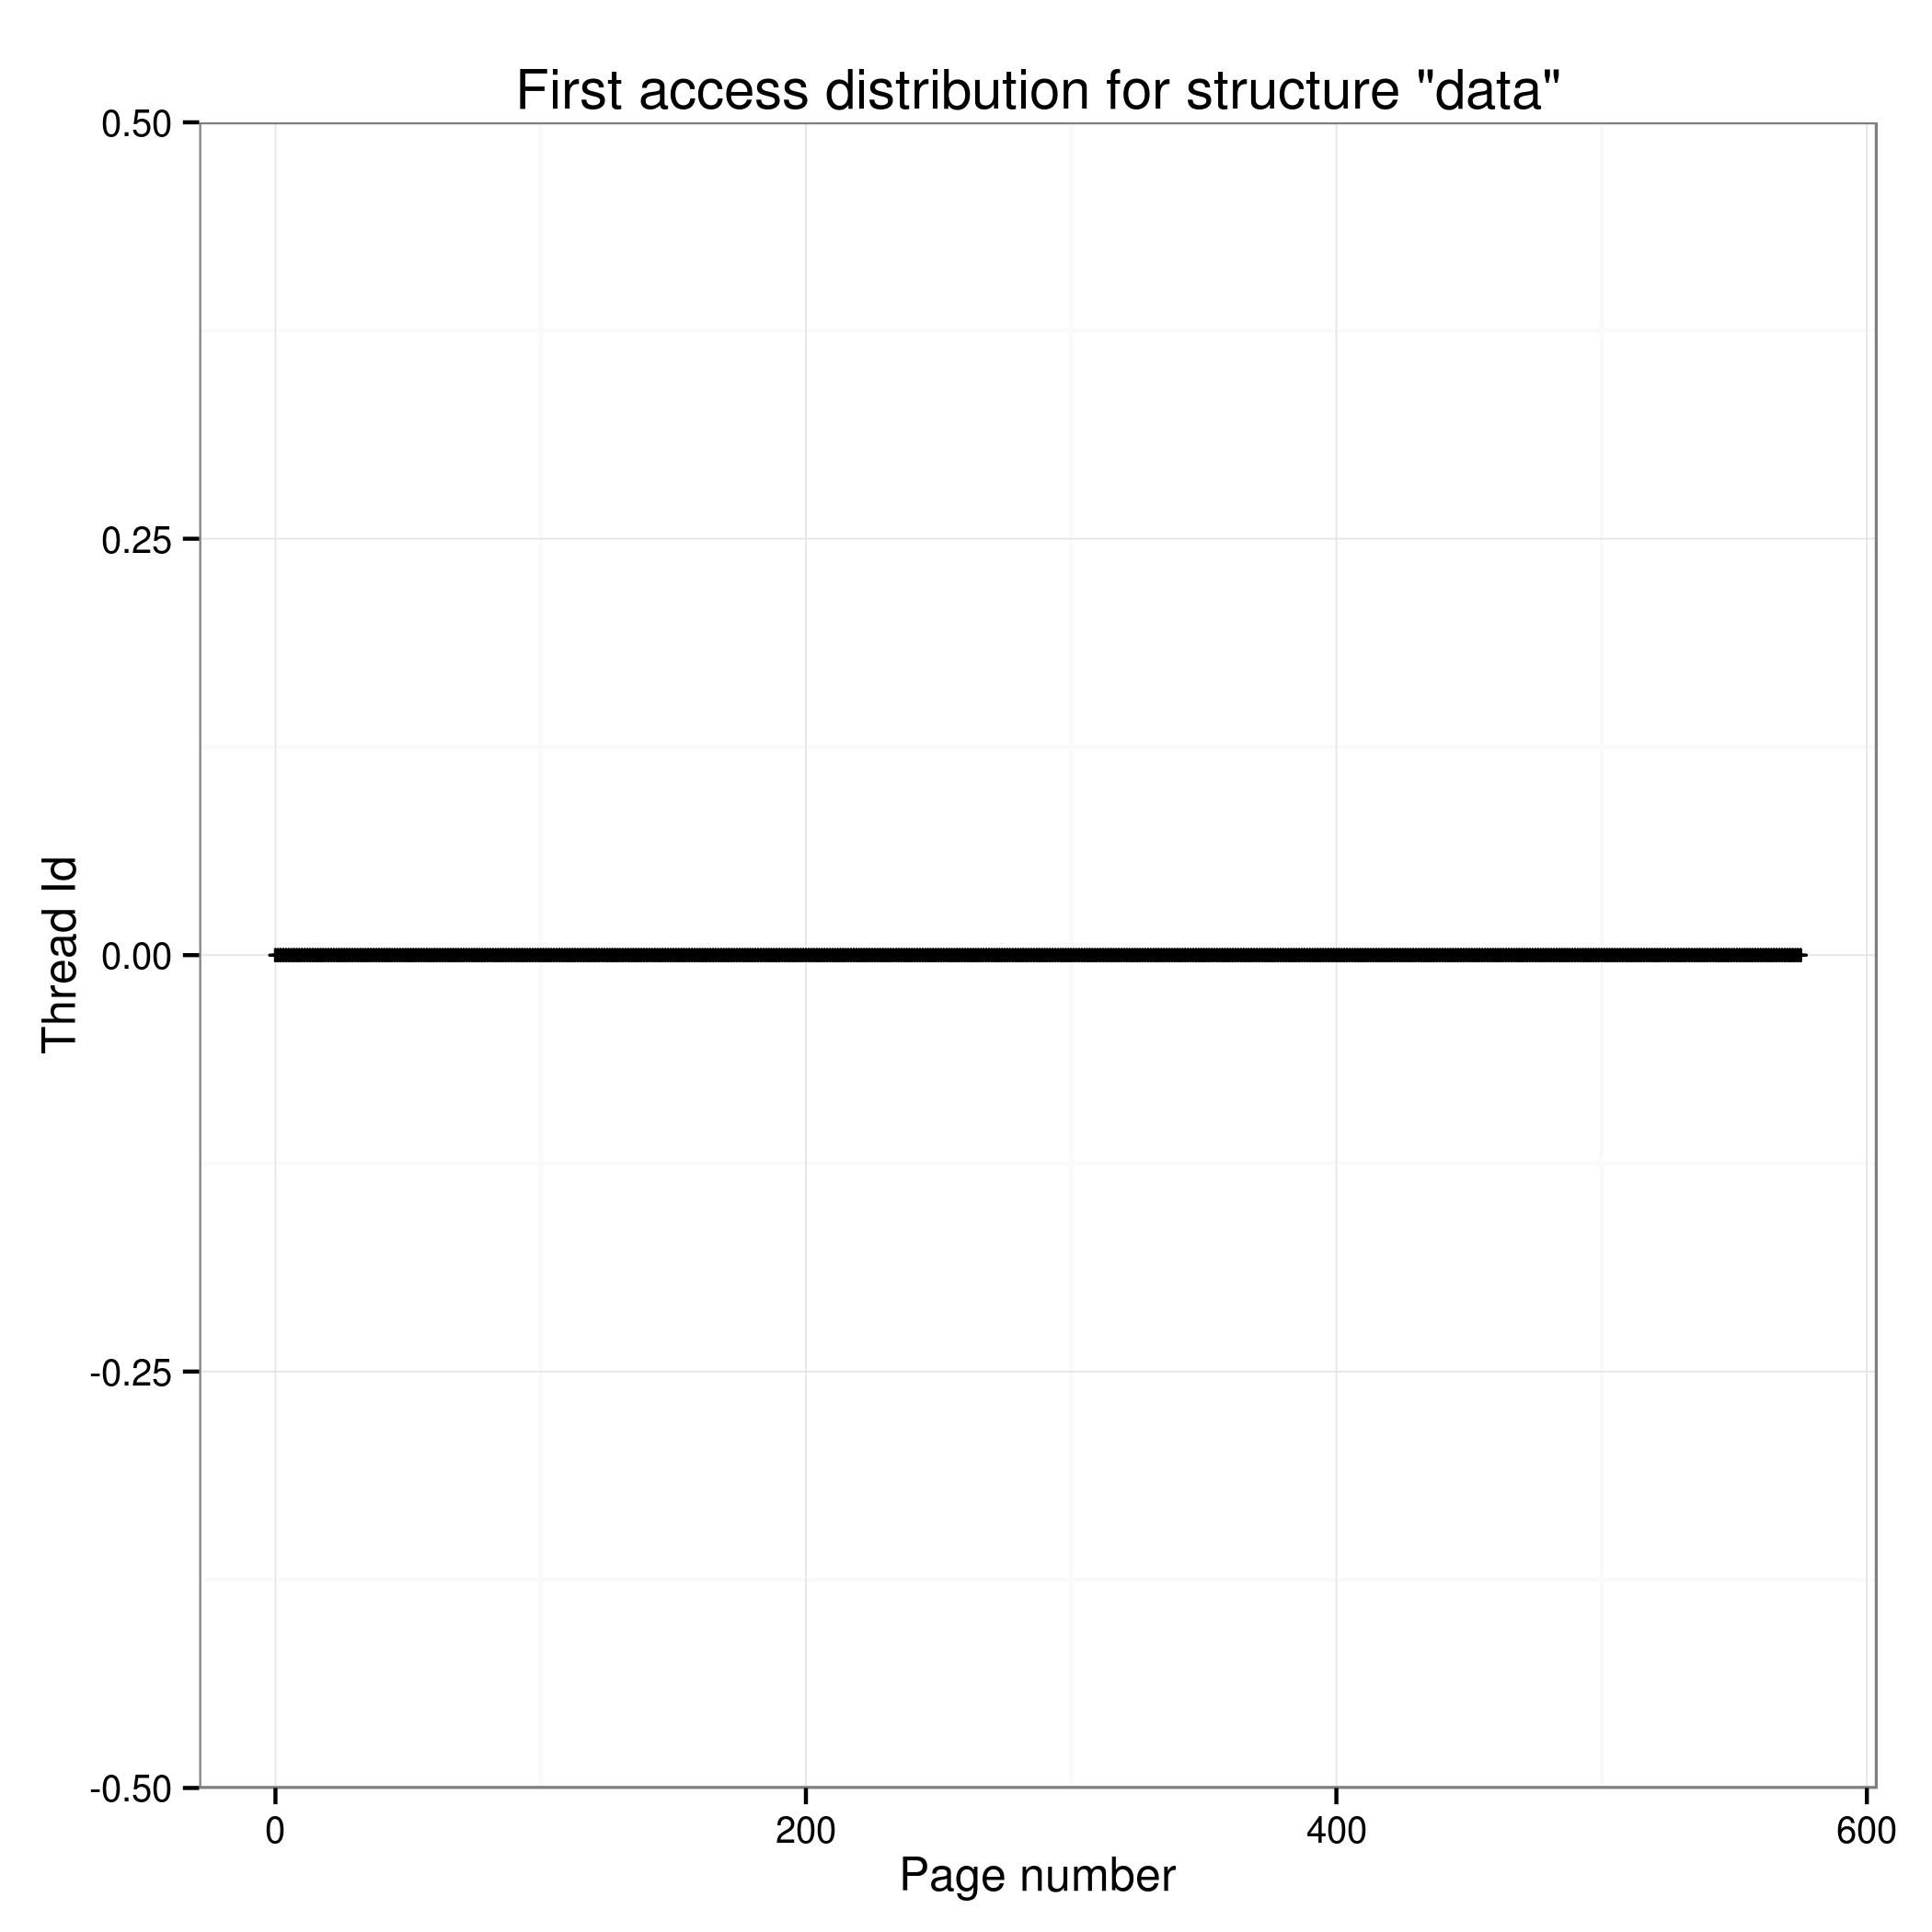 First access distribution for structure "data"
0.50
0.25
0.00
-0.25
-0.50
Thread Id
0 200 400 600
Page number